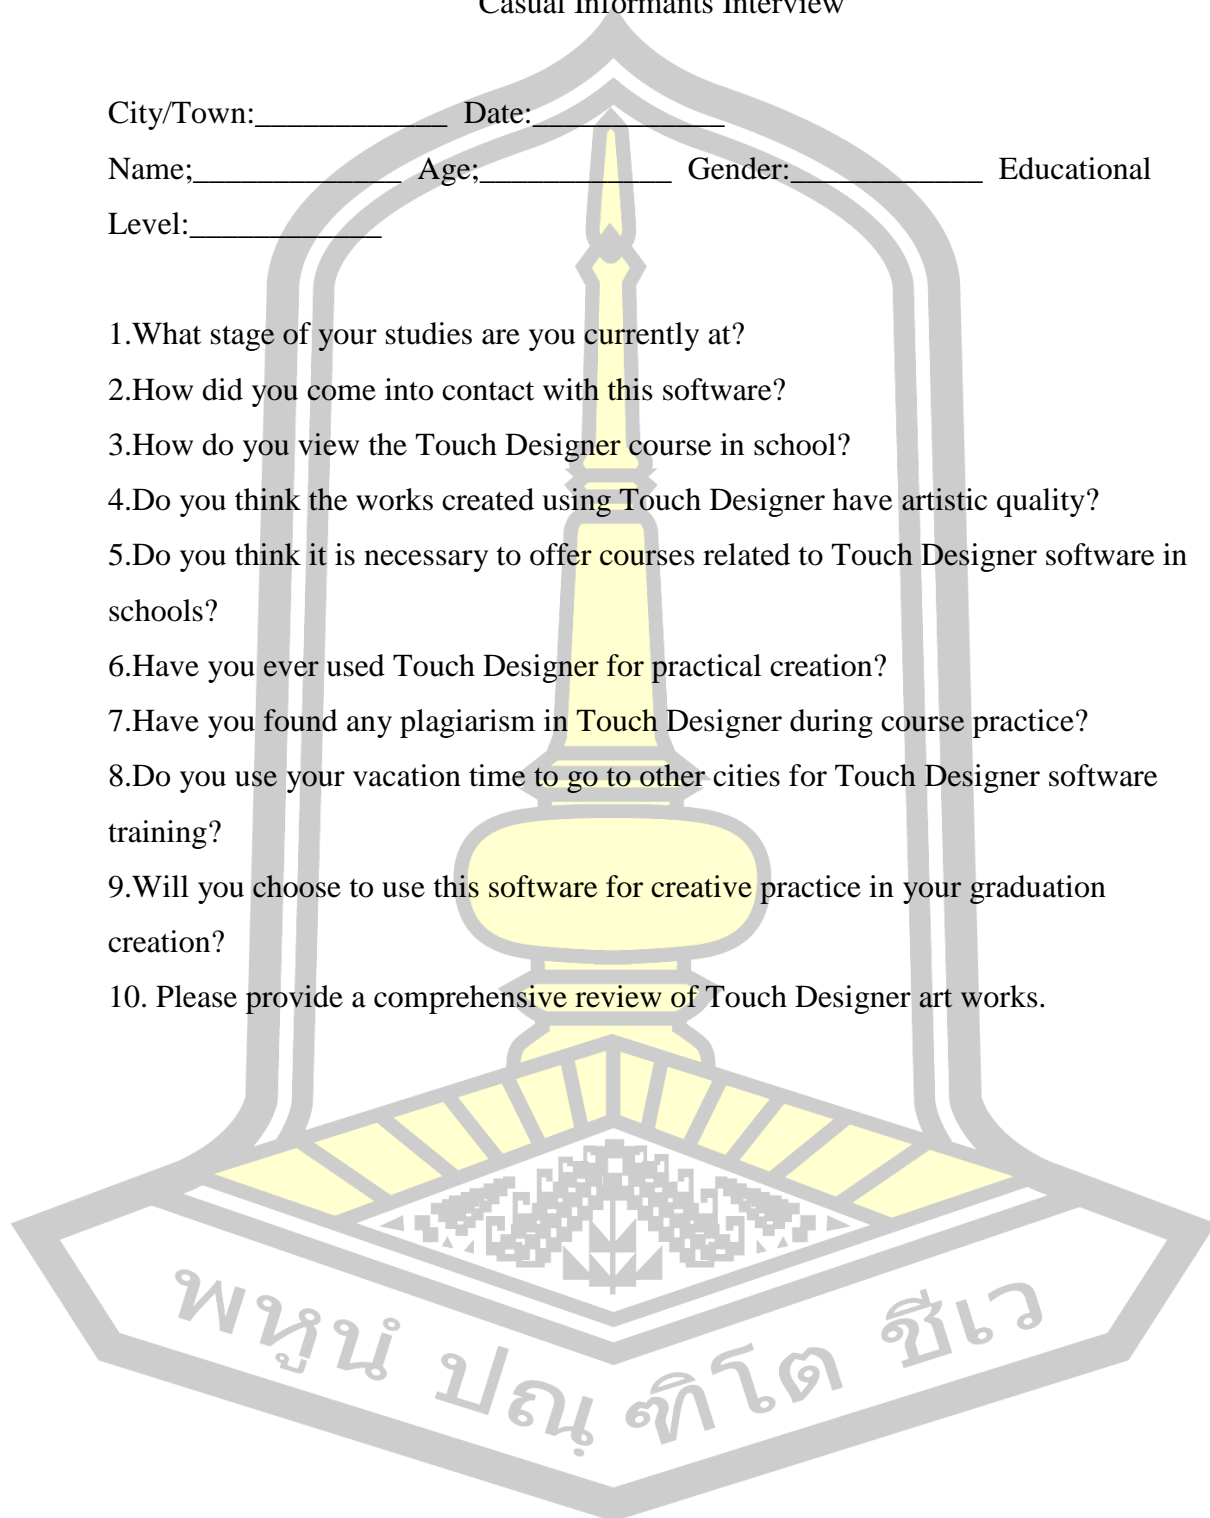 Casual Informants Interview
City/Town:____________ Date:____________
Name;_____________ Age;____________ Gender:____________ Educational
Level:____________
1.What stage of your studies are you currently at?
2.How did you come into contact with this software?
3.How do you view the Touch Designer course in school?
4.Do you think the works created using Touch Designer have artistic quality?
5.Do you think it is necessary to offer courses related to Touch Designer software in
schools?
6.Have you ever used Touch Designer for practical creation?
7.Have you found any plagiarism in Touch Designer during course practice?
8.Do you use your vacation time to go to other cities for Touch Designer software
training?
9.Will you choose to use this software for creative practice in your graduation
creation?
10. Please provide a comprehensive review of Touch Designer art works.
พหูนํ ปณฺฑิโต ชีเว